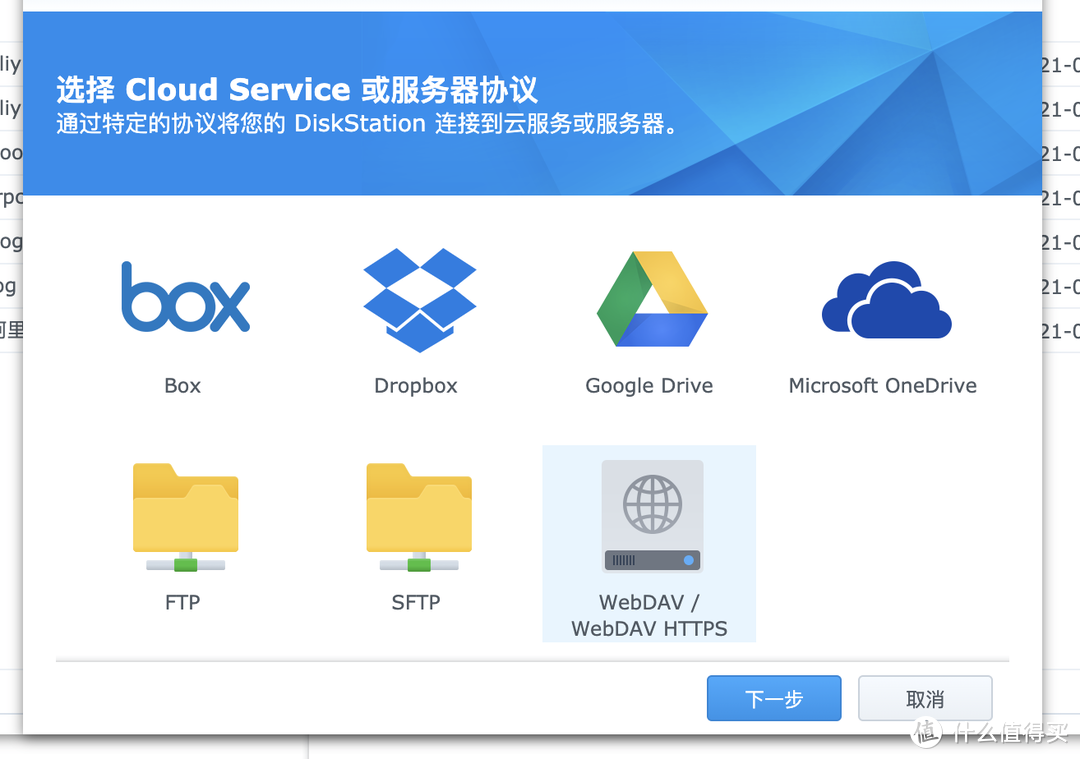 选择 Cloud Service 或服务器协议
通过特定的协议将您的 DiskStation 连接到云服务或服务器。
liy
liy
oo
rpo
og
og
阿里
21-0
21-0
21-0
21-0
21-0
21-0
21-0
box
Box
Dropbox
Google Drive
Microsoft OneDrive
FTP
SFTP
WebDAV /
WebDAV HTTPS
下一步
取消
值 什么值得买